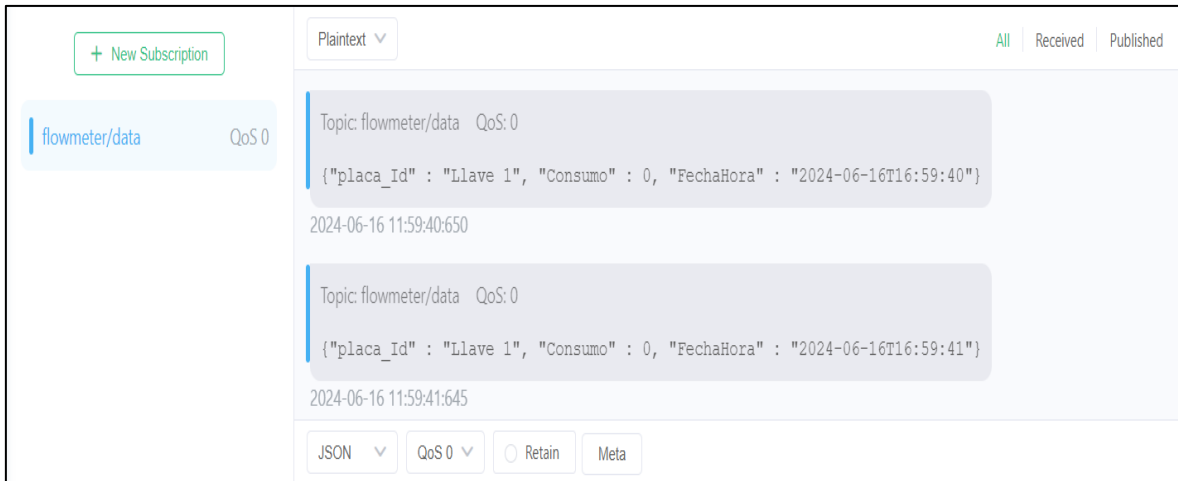 + New Subscription
flowmeter/data QoS 0
Plaintext
All Received Published
Topic: flowmeter/data QoS: 0
{"placa_Id" : "Llave 1", "Consumo" : 0, "FechaHora" : "2024-06-16T16:59:40"}
2024-06-16 11:59:40:650
Topic: flowmeter/data QoS: 0
{"placa_Id" : "Llave 1", "Consumo" : 0, "FechaHora" : "2024-06-16T16:59:41"}
2024-06-16 11:59:41:645
JSON QoS 0 Retain Meta